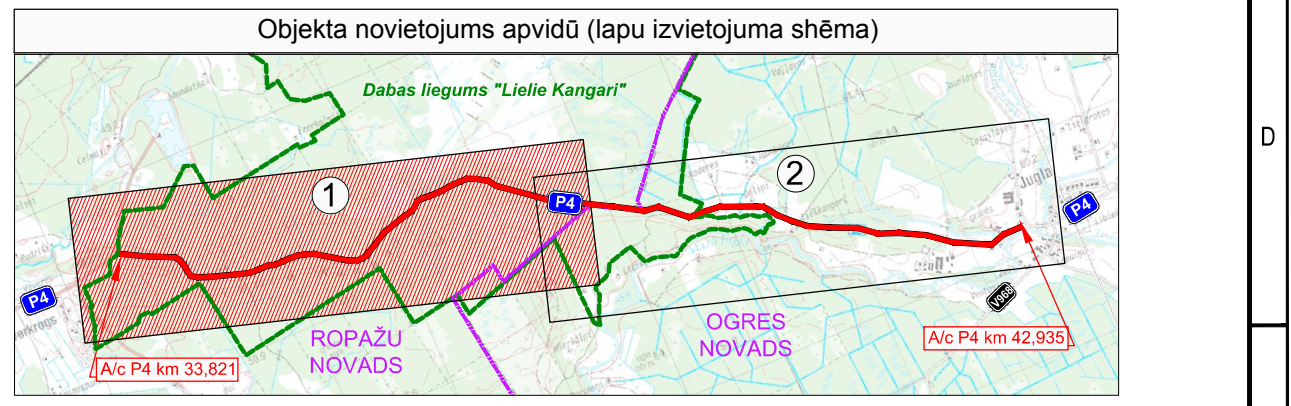 Objekta novietojums apvidū (lapu izvietojuma shēma)
Dabas liegums "Lielie Kangari"
D
1
2
P4
Jugla
P4
P4
V968
OGRES
NOVADS
ROPAŽU
NOVADS
A/c P4 km 42,935
A/c P4 km 33,821